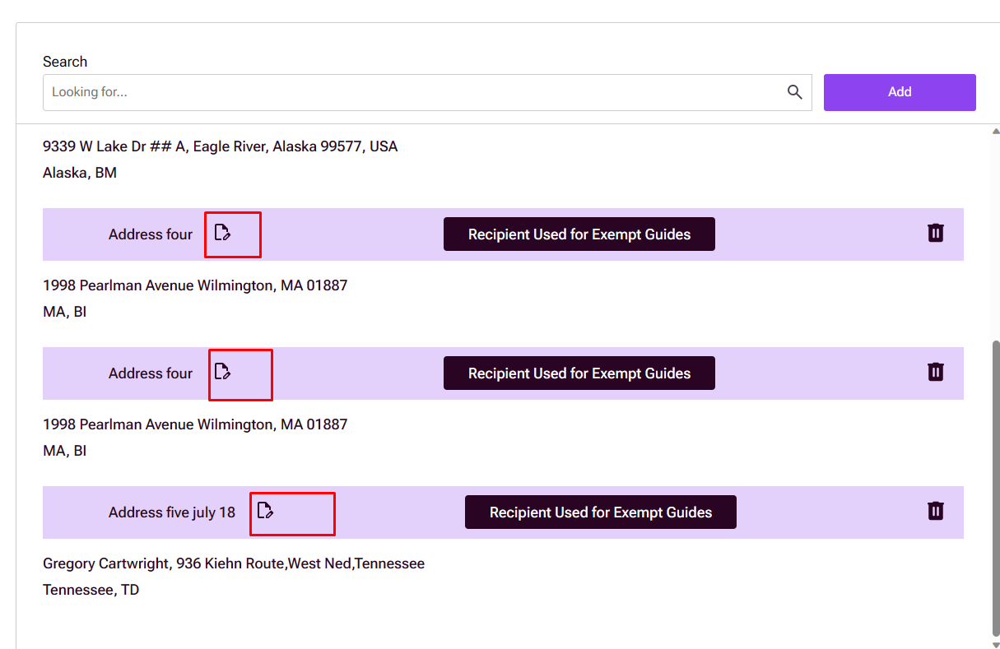 Search
Looking for...
Add
9339 W Lake Dr ## A, Eagle River, Alaska 99577, USA
Alaska, BM
Address four
Recipient Used for Exempt Guides
1998 Pearlman Avenue Wilmington, MA 01887
MA, BI
Address four
Recipient Used for Exempt Guides
1998 Pearlman Avenue Wilmington, MA 01887
MA, BI
Address five july 18
Recipient Used for Exempt Guides
Gregory Cartwright, 936 Kiehn Route,West Ned,Tennessee
Tennessee, TD